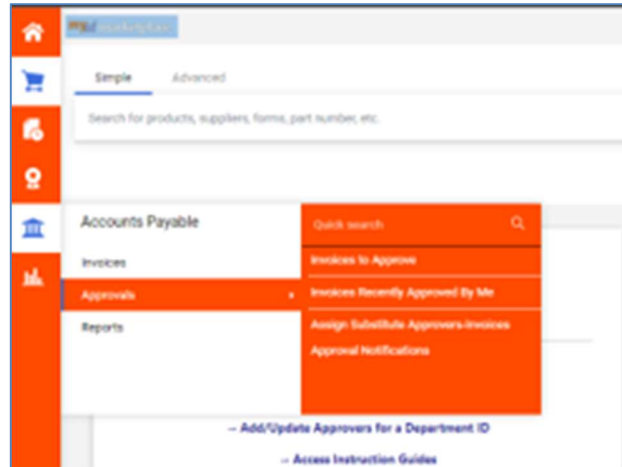 Simple Advanced
Search for products, suppliers, forms, part number, etc.
Accounts Payable
Quick search
Invoices
Invoices to Approve
Approvals
Invoices Recently Approved By Me
Reports
Assign Substitute Approvers-Invoices
Approval Notifications
→ Add/Update Approvers for a Department ID
→ Access Instruction Guides